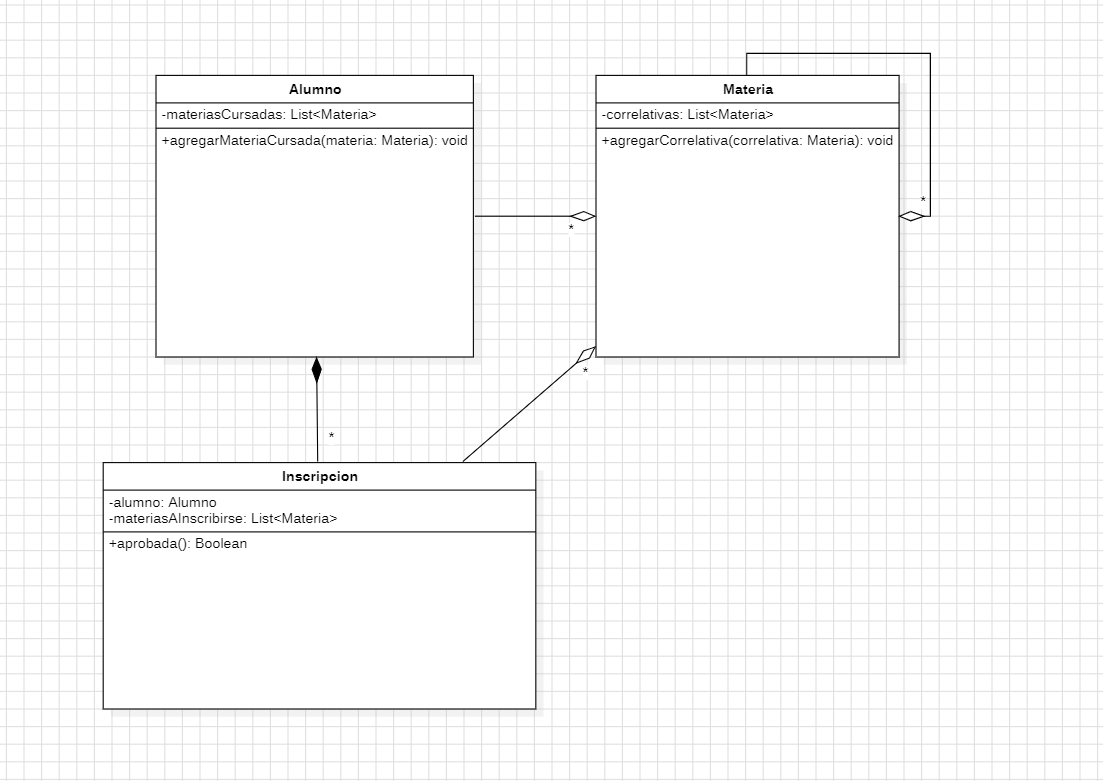 Alumno
-materiasCursadas: List<Materia>
+agregarMateriaCursada(materia: Materia): void
Materia
-correlativas: List<Materia>
+agregarCorrelativa(correlativa: Materia): void
*
*
*
*
Inscripcion
-alumno: Alumno
-materiasAInscribirse: List<Materia>
+aprobada(): Boolean